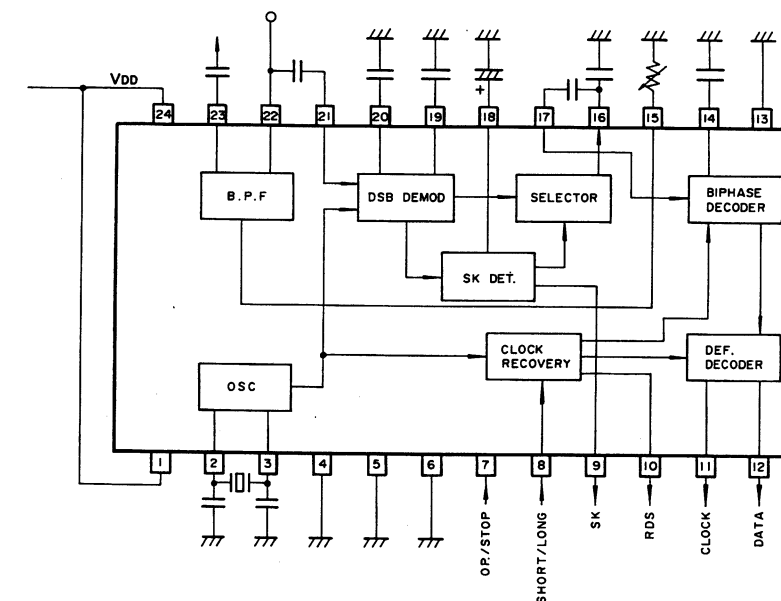 VDD
24
23
22
21
20
19
+
18
17
16
15
14
13
B.P.F
DSB DEMOD
SELECTOR
BIPHASE
DECODER
SK DET.
OSC
CLOCK
RECOVERY
DEF.
DECODER
1
2
3
4
5
6
7
8
9
10
11
12
OP./STOP
SHORT/LONG
SK
RDS
CLOCK
DATA